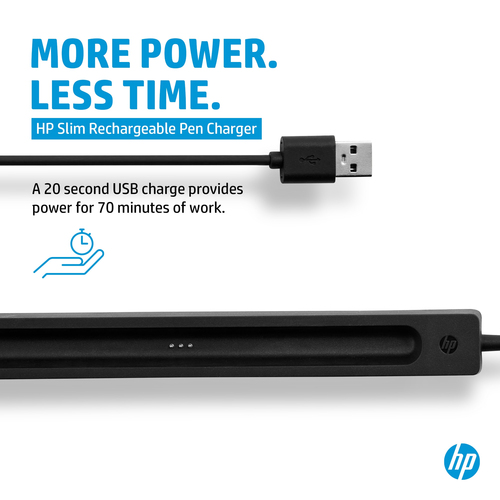 MORE POWER.
LESS TIME.
HP Slim Rechargeable Pen Charger
A 20 second USB charge provides
power for 70 minutes of work.
hp
hp